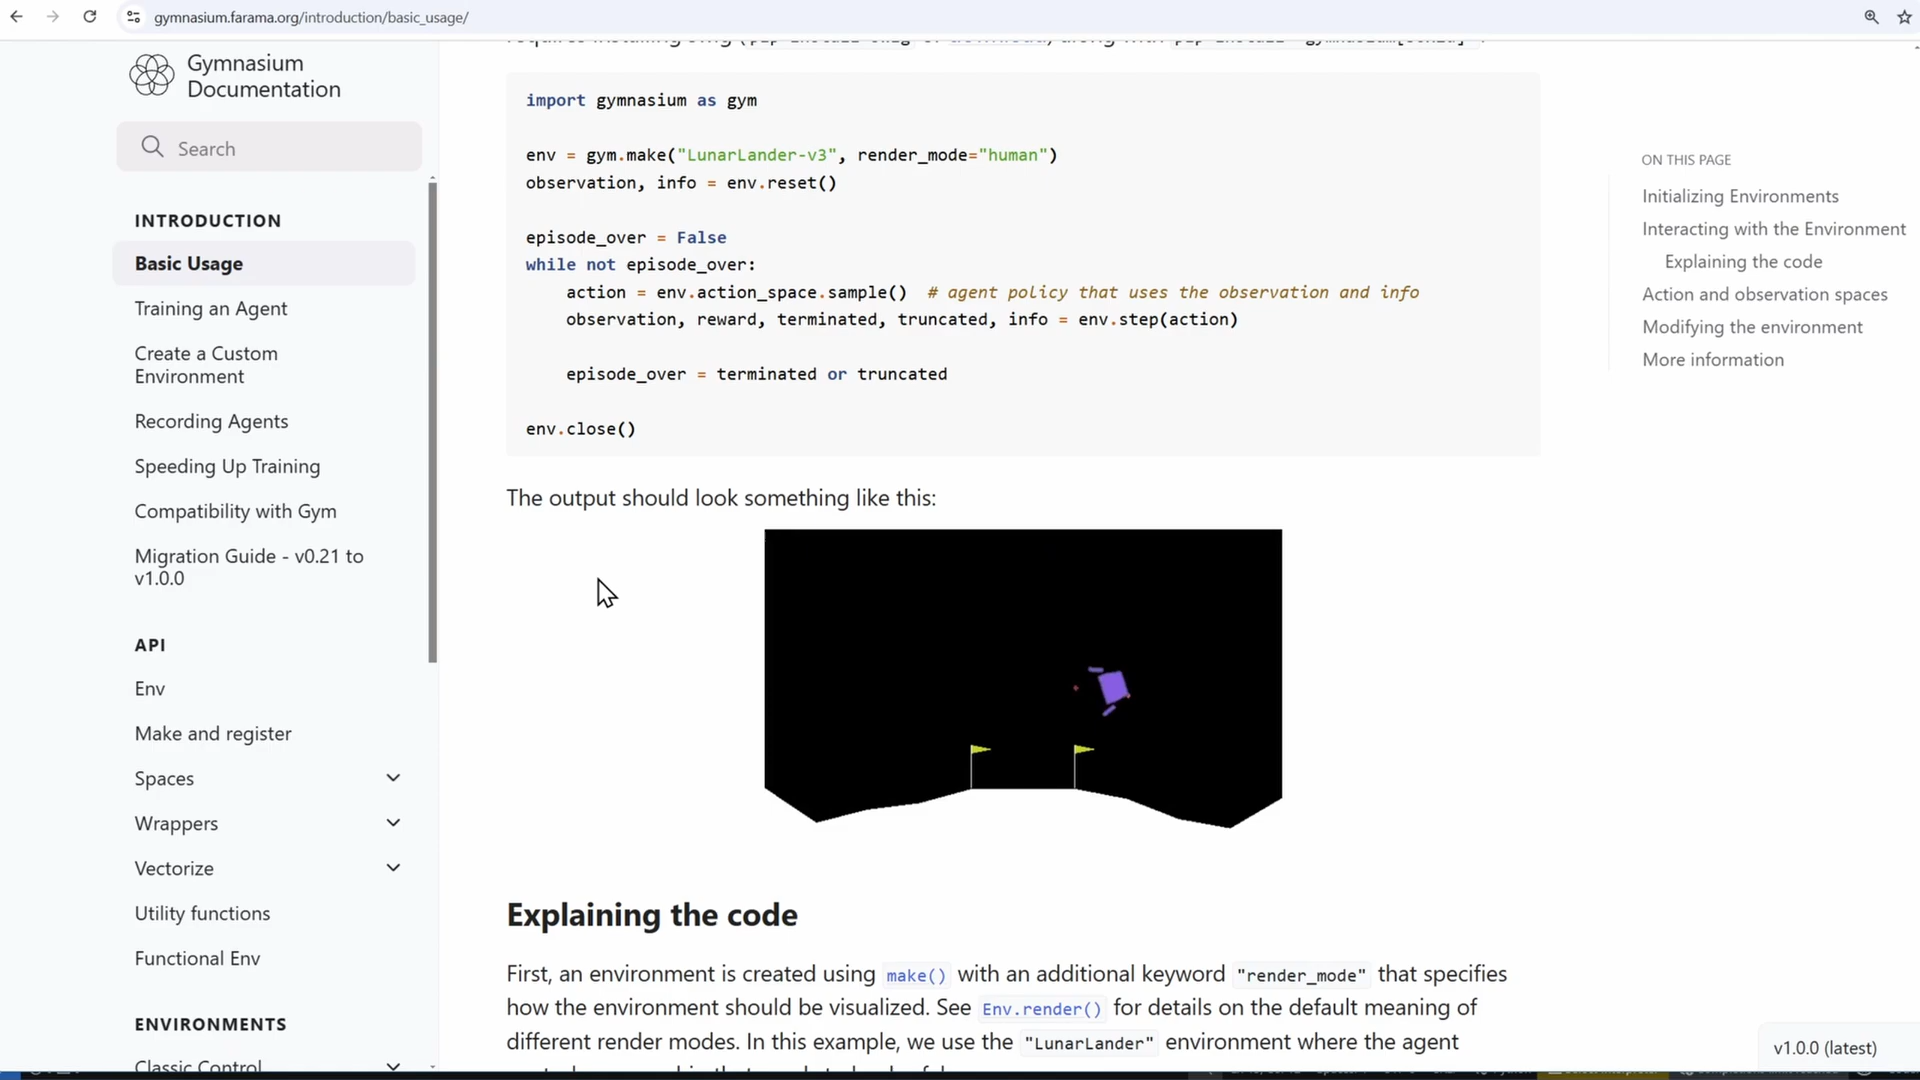 gymnasium.farama.org/introduction/basic_usage/
Gymnasium
Documentation
Search
INTRODUCTION
Basic Usage
Training an Agent
Create a Custom
Environment
Recording Agents
Speeding Up Training
Compatibility with Gym
Migration Guide - v0.21 to
v1.0.0
API
Env
Make and register
Spaces
Wrappers
Vectorize
Utility functions
Functional Env
ENVIRONMENTS
Classic Control
import gymnasium as gym
env = gym.make("LunarLander-v3", render_mode="human")
observation, info = env.reset()
episode_over = False
while not episode_over:
    action = env.action_space.sample()  # agent policy that uses the observation and info
    observation, reward, terminated, truncated, info = env.step(action)
    episode_over = terminated or truncated
env.close()
The output should look something like this:
Explaining the code
First, an environment is created using make() with an additional keyword "render_mode" that specifies
how the environment should be visualized. See Env.render() for details on the default meaning of
different render modes. In this example, we use the "LunarLander" environment where the agent
ON THIS PAGE
Initializing Environments
Interacting with the Environment
Explaining the code
Action and observation spaces
Modifying the environment
More information
v1.0.0 (latest)